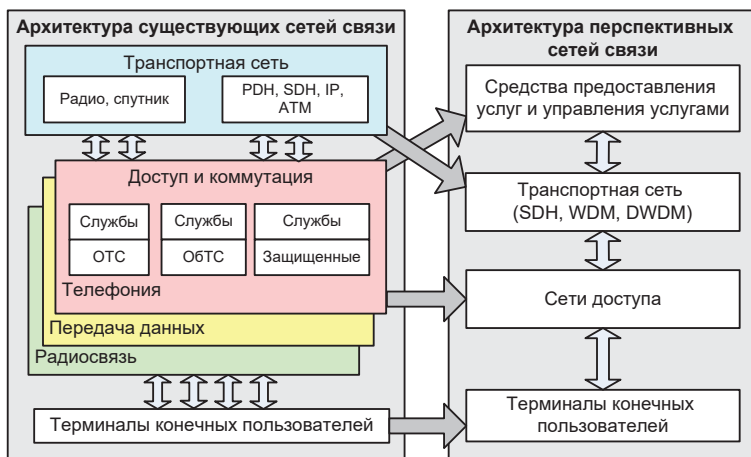 Архитектура существующих сетей связи
Транспортная сеть
Радио, спутник
PDH, SDH, IP,
ATM
Доступ и коммутация
Службы
ОТС
Службы
ОбТС
Службы
Защищенные
Телефония
Передача данных
Радиосвязь
Терминалы конечных пользователей
Архитектура перспективных
сетей связи
Средства предоставления
услуг и управления услугами
Транспортная сеть
(SDH, WDM, DWDM)
Сети доступа
Терминалы конечных
пользователей